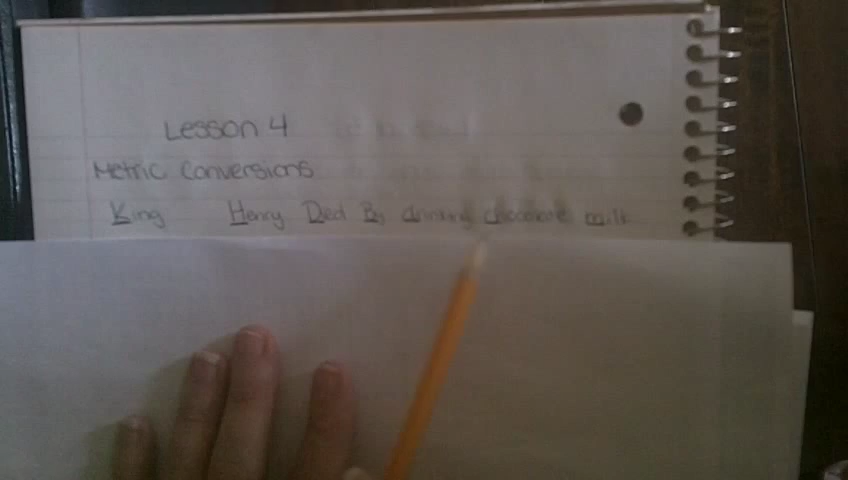 Lesson 4
Metric Conversions
King Henry Died By drinking chocolate milk